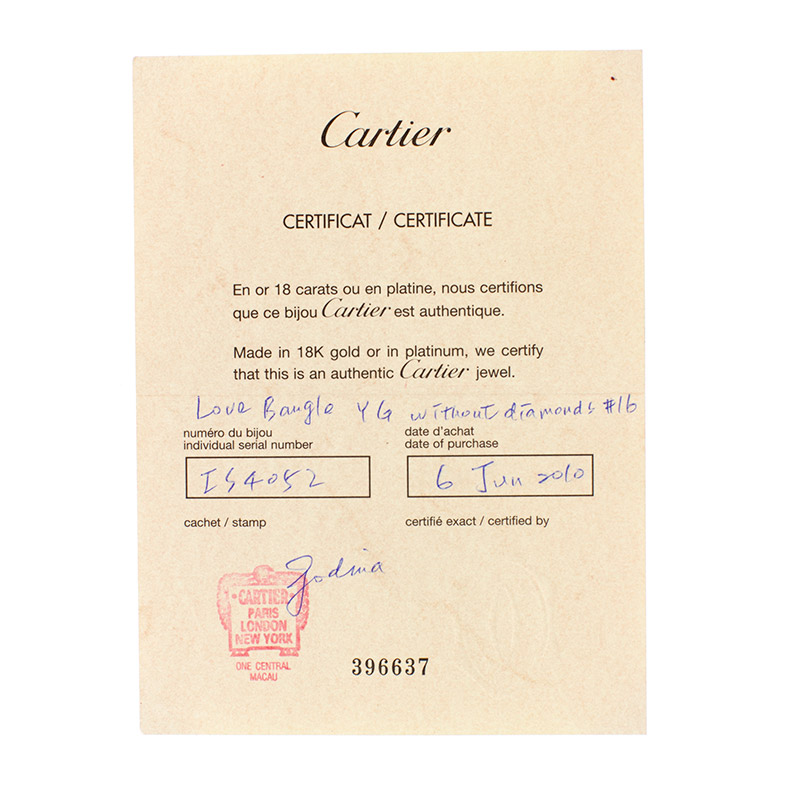 Cartier
CERTIFICAT / CERTIFICATE
En or 18 carats ou en platine, nous certifions
que ce bijou Cartier est authentique.
Made in 18K gold or in platinum, we certify
that this is an authentic Cartier jewel.
Love Bangle YG without diamonds #16
numéro du bijou
individual serial number
IS4052
date d'achat
date of purchase
6 Jun 2010
cachet / stamp
certifié exact / certified by
CARTIER
PARIS
LONDON
NEW YORK
ONE CENTRAL
MACAU
396637